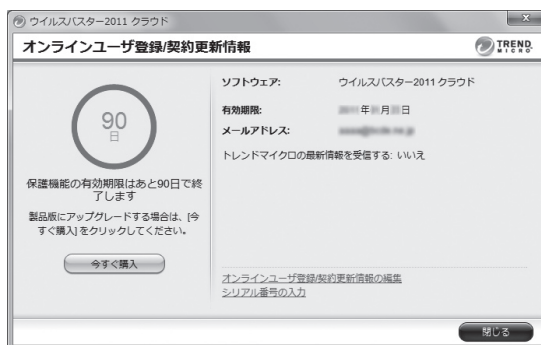 ウイルスバスター2011 クラウド
オンラインユーザ登録/契約更新情報
TREND
MICRO
90
日
保護機能の有効期限はあと90日で終
了します
製品版にアップグレードする場合は、[今
すぐ購入]をクリックしてください。
今すぐ購入
ソフトウェア: ウイルスバスター2011 クラウド
有効期限: 年 月 日
メールアドレス:
トレンドマイクロの最新情報を受信する: いいえ
オンラインユーザ登録/契約更新情報の編集
シリアル番号の入力
閉じる